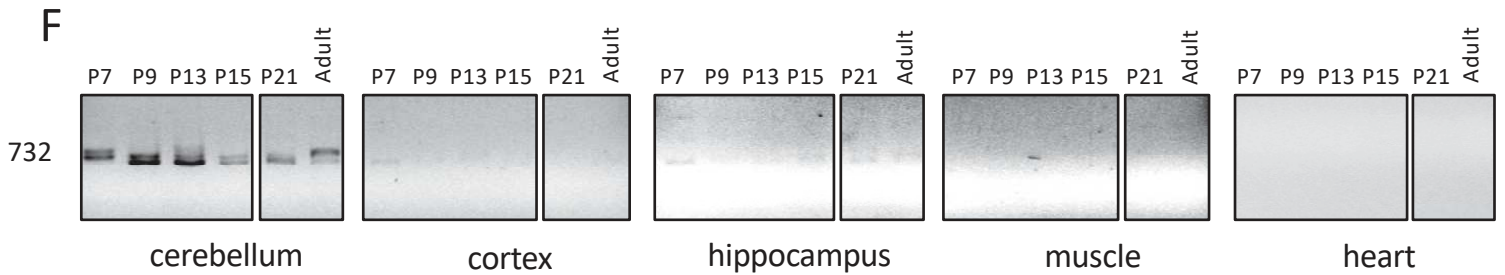 F
P7 P9 P13 P15 P21 Adult
P7 P9 P13 P15 P21 Adult
P7 P9 P13 P15 P21 Adult
P7 P9 P13 P15 P21 Adult
P7 P9 P13 P15 P21 Adult
732
cerebellum
cortex
hippocampus
muscle
heart